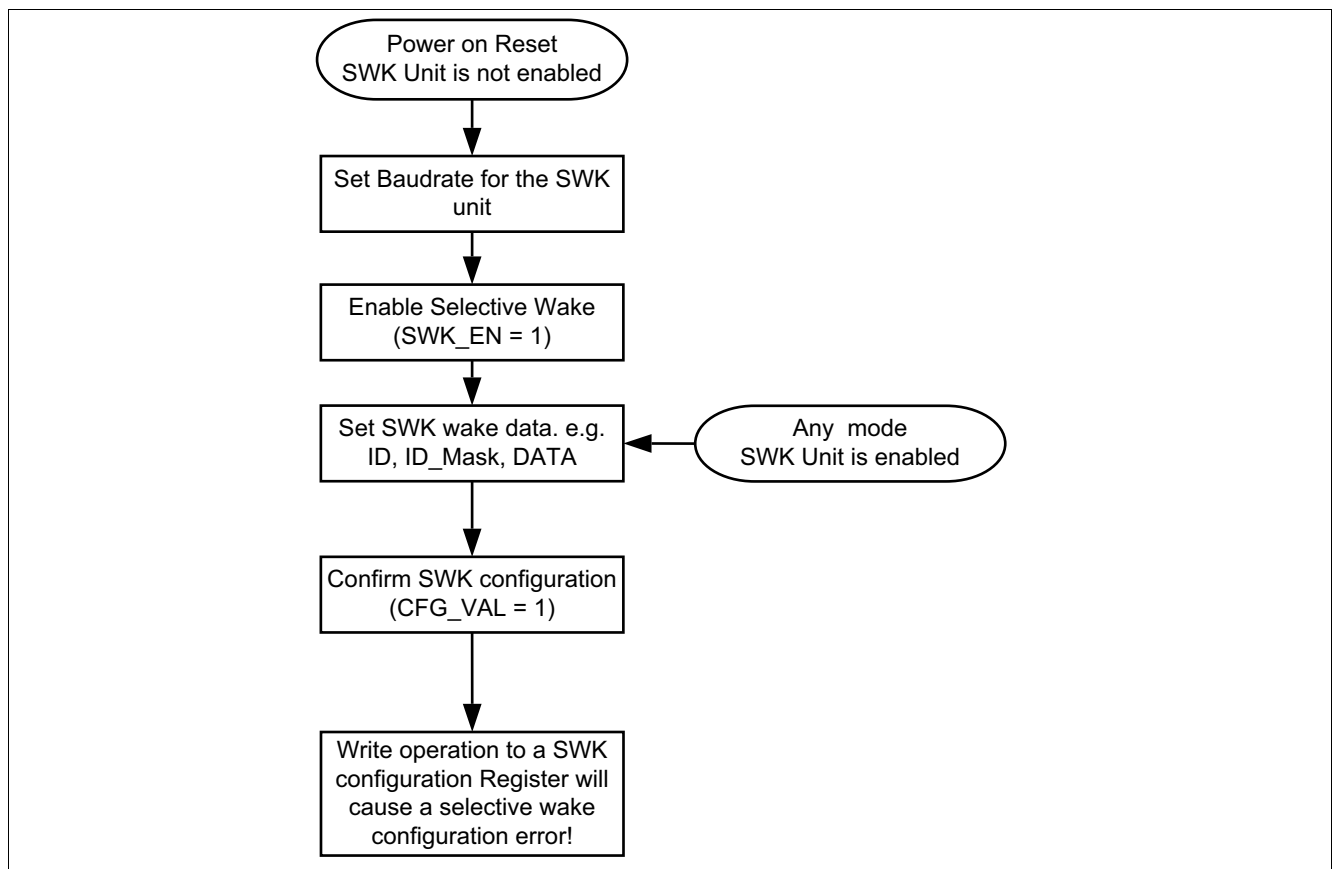 Power on Reset
SWK Unit is not enabled
Set Baudrate for the SWK
unit
Enable Selective Wake
(SWK_EN = 1)
Set SWK wake data. e.g.
ID, ID_Mask, DATA
Any mode
SWK Unit is enabled
Confirm SWK configuration
(CFG_VAL = 1)
Write operation to a SWK
configuration Register will
cause a selective wake
configuration error!